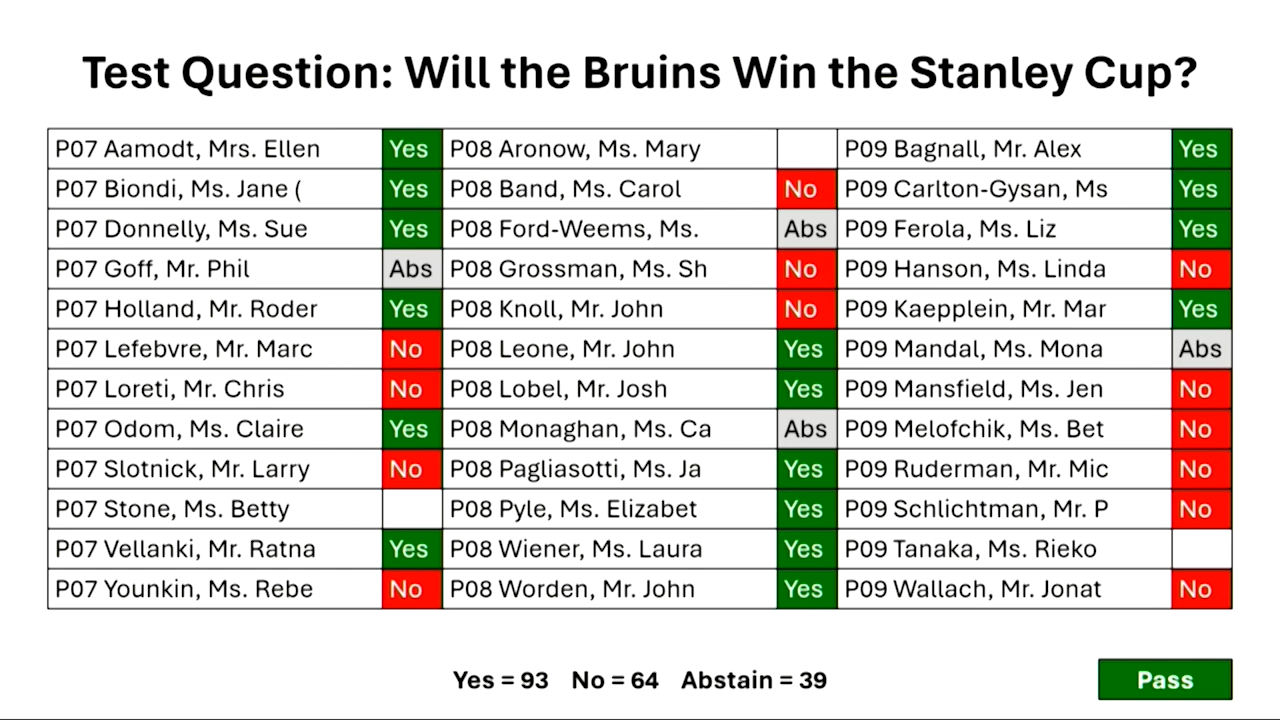 Test Question: Will the Bruins Win the Stanley Cup?
P07 Aamodt, Mrs. Ellen Yes P08 Aronow, Ms. Mary P09 Bagnall, Mr. Alex Yes
P07 Biondi, Ms. Jane ( Yes P08 Band, Ms. Carol No P09 Carlton-Gysan, Ms Yes
P07 Donnelly, Ms. Sue Yes P08 Ford-Weems, Ms. Abs P09 Ferola, Ms. Liz Yes
P07 Goff, Mr. Phil Abs P08 Grossman, Ms. Sh No P09 Hanson, Ms. Linda No
P07 Holland, Mr. Roder Yes P08 Knoll, Mr. John No P09 Kaepplein, Mr. Mar Yes
P07 Lefebvre, Mr. Marc No P08 Leone, Mr. John Yes P09 Mandal, Ms. Mona Abs
P07 Loreti, Mr. Chris No P08 Lobel, Mr. Josh Yes P09 Mansfield, Ms. Jen No
P07 Odom, Ms. Claire Yes P08 Monaghan, Ms. Ca Abs P09 Melofchik, Ms. Bet No
P07 Slotnick, Mr. Larry No P08 Pagliasotti, Ms. Ja Yes P09 Ruderman, Mr. Mic No
P07 Stone, Ms. Betty P08 Pyle, Ms. Elizabet Yes P09 Schlichtman, Mr. P No
P07 Vellanki, Mr. Ratna Yes P08 Wiener, Ms. Laura Yes P09 Tanaka, Ms. Rieko
P07 Younkin, Ms. Rebe No P08 Worden, Mr. John Yes P09 Wallach, Mr. Jonat No
Yes = 93 No = 64 Abstain = 39 Pass